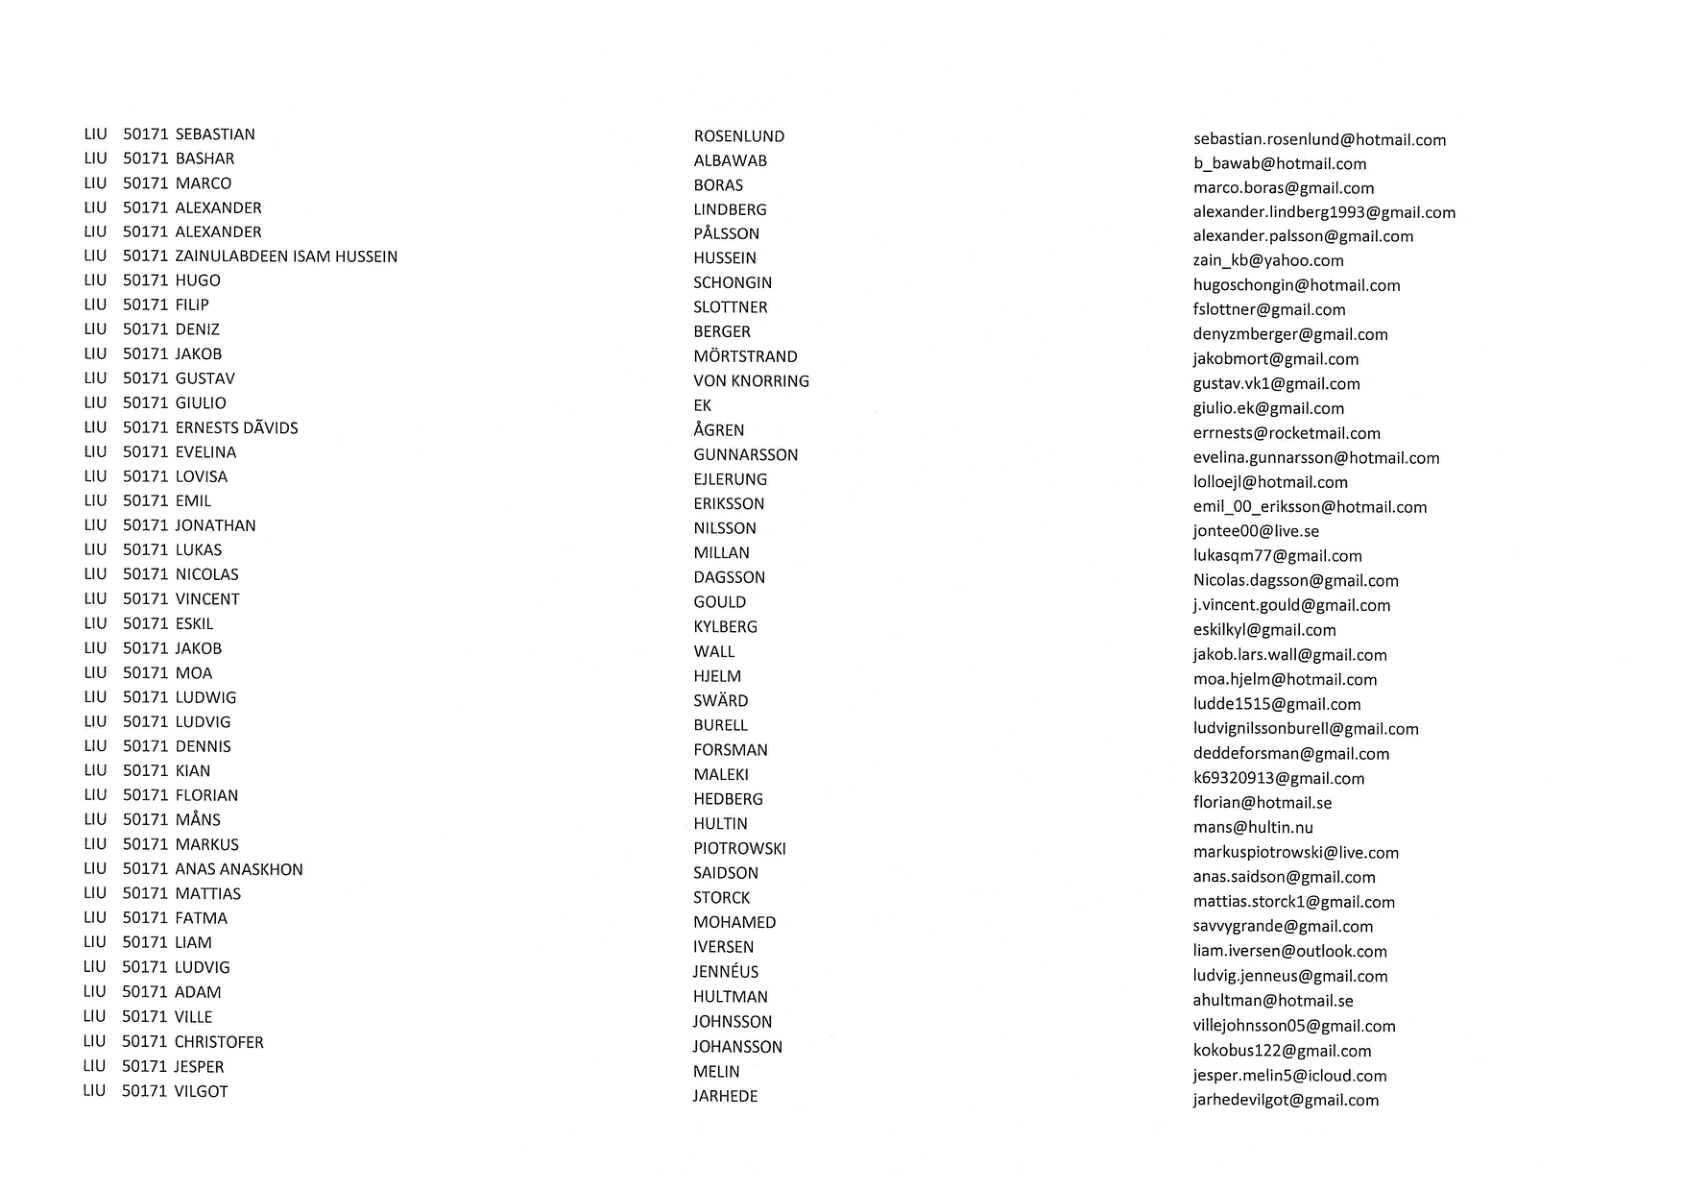 LIU 50171 SEBASTIAN ROSENLUND sebastian.rosenlund@hotmail.com
LIU 50171 BASHAR ALBAWAB b_bawab@hotmail.com
LIU 50171 MARCO BORAS marco.boras@gmail.com
LIU 50171 ALEXANDER LINDBERG alexander.lindberg1993@gmail.com
LIU 50171 ALEXANDER PÅLSSON alexander.palsson@gmail.com
LIU 50171 ZAINULABDEEN ISAM HUSSEIN HUSSEIN zain_kb@yahoo.com
LIU 50171 HUGO SCHONGIN hugoschongin@hotmail.com
LIU 50171 FILIP SLOTTNER fslottner@gmail.com
LIU 50171 DENIZ BERGER denyzmberger@gmail.com
LIU 50171 JAKOB MÖRTSTRAND jakobmort@gmail.com
LIU 50171 GUSTAV VON KNORRING gustav.vk1@gmail.com
LIU 50171 GIULIO EK giulio.ek@gmail.com
LIU 50171 ERNESTS DÃVIDS ÅGREN errnests@rocketmail.com
LIU 50171 EVELINA GUNNARSSON evelina.gunnarsson@hotmail.com
LIU 50171 LOVISA EJLERUNG lolloejl@hotmail.com
LIU 50171 EMIL ERIKSSON emil_00_eriksson@hotmail.com
LIU 50171 JONATHAN NILSSON jontee00@live.se
LIU 50171 LUKAS MILLAN lukasqm77@gmail.com
LIU 50171 NICOLAS DAGSSON Nicolas.dagsson@gmail.com
LIU 50171 VINCENT GOULD j.vincent.gould@gmail.com
LIU 50171 ESKIL KYLBERG eskilkyl@gmail.com
LIU 50171 JAKOB WALL jakob.lars.wall@gmail.com
LIU 50171 MOA HJELM moa.hjelm@hotmail.com
LIU 50171 LUDWIG SWÄRD ludde1515@gmail.com
LIU 50171 LUDVIG BURELL ludvignilssonburell@gmail.com
LIU 50171 DENNIS FORSMAN deddeforsman@gmail.com
LIU 50171 KIAN MALEKI k69320913@gmail.com
LIU 50171 FLORIAN HEDBERG florian@hotmail.se
LIU 50171 MÅNS HULTIN mans@hultin.nu
LIU 50171 MARKUS PIOTROWSKI markuspiotrowski@live.com
LIU 50171 ANAS ANASKHON SAIDSON anas.saidson@gmail.com
LIU 50171 MATTIAS STORCK mattias.storck1@gmail.com
LIU 50171 FATMA MOHAMED savvygrande@gmail.com
LIU 50171 LIAM IVERSEN liam.iversen@outlook.com
LIU 50171 LUDVIG JENNÉUS ludvig.jenneus@gmail.com
LIU 50171 ADAM HULTMAN ahultman@hotmail.se
LIU 50171 VILLE JOHNSSON villejohnsson05@gmail.com
LIU 50171 CHRISTOFER JOHANSSON kokobus122@gmail.com
LIU 50171 JESPER MELIN jesper.melin5@icloud.com
LIU 50171 VILGOT JARHEDE jarhedevilgot@gmail.com